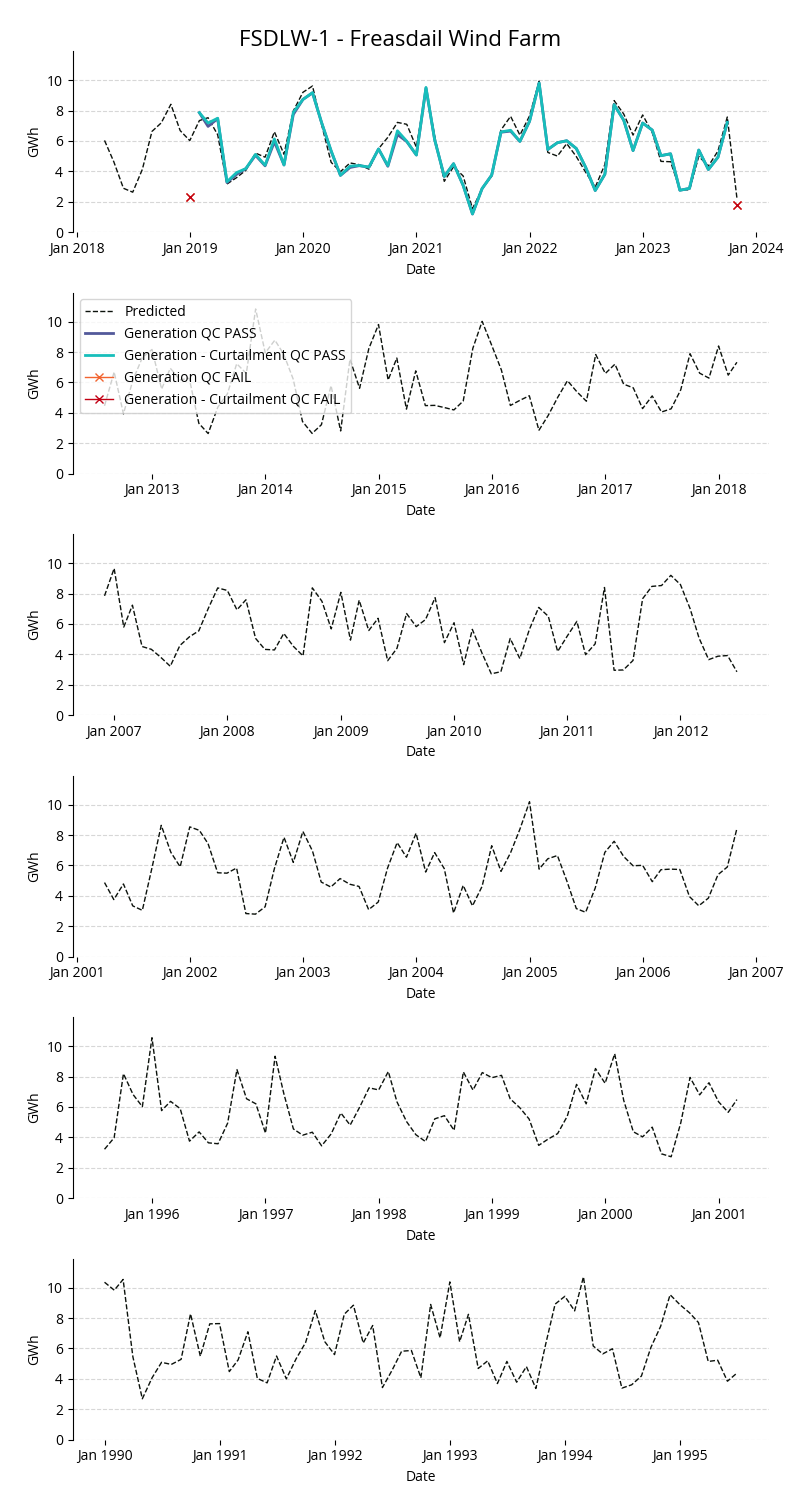 FSDLW-1 - Freasdail Wind Farm
10
8
6
4
2
0
GWh
Jan 2018 Jan 2019 Jan 2020 Jan 2021 Jan 2022 Jan 2023 Jan 2024
Date
Predicted
Generation QC PASS
Generation - Curtailment QC PASS
Generation QC FAIL
Generation - Curtailment QC FAIL
10
8
6
4
2
0
GWh
Jan 2013 Jan 2014 Jan 2015 Jan 2016 Jan 2017 Jan 2018
Date
10
8
6
4
2
0
GWh
Jan 2007 Jan 2008 Jan 2009 Jan 2010 Jan 2011 Jan 2012
Date
10
8
6
4
2
0
GWh
Jan 2001 Jan 2002 Jan 2003 Jan 2004 Jan 2005 Jan 2006 Jan 2007
Date
10
8
6
4
2
0
GWh
Jan 1996 Jan 1997 Jan 1998 Jan 1999 Jan 2000 Jan 2001
Date
10
8
6
4
2
0
GWh
Jan 1990 Jan 1991 Jan 1992 Jan 1993 Jan 1994 Jan 1995
Date